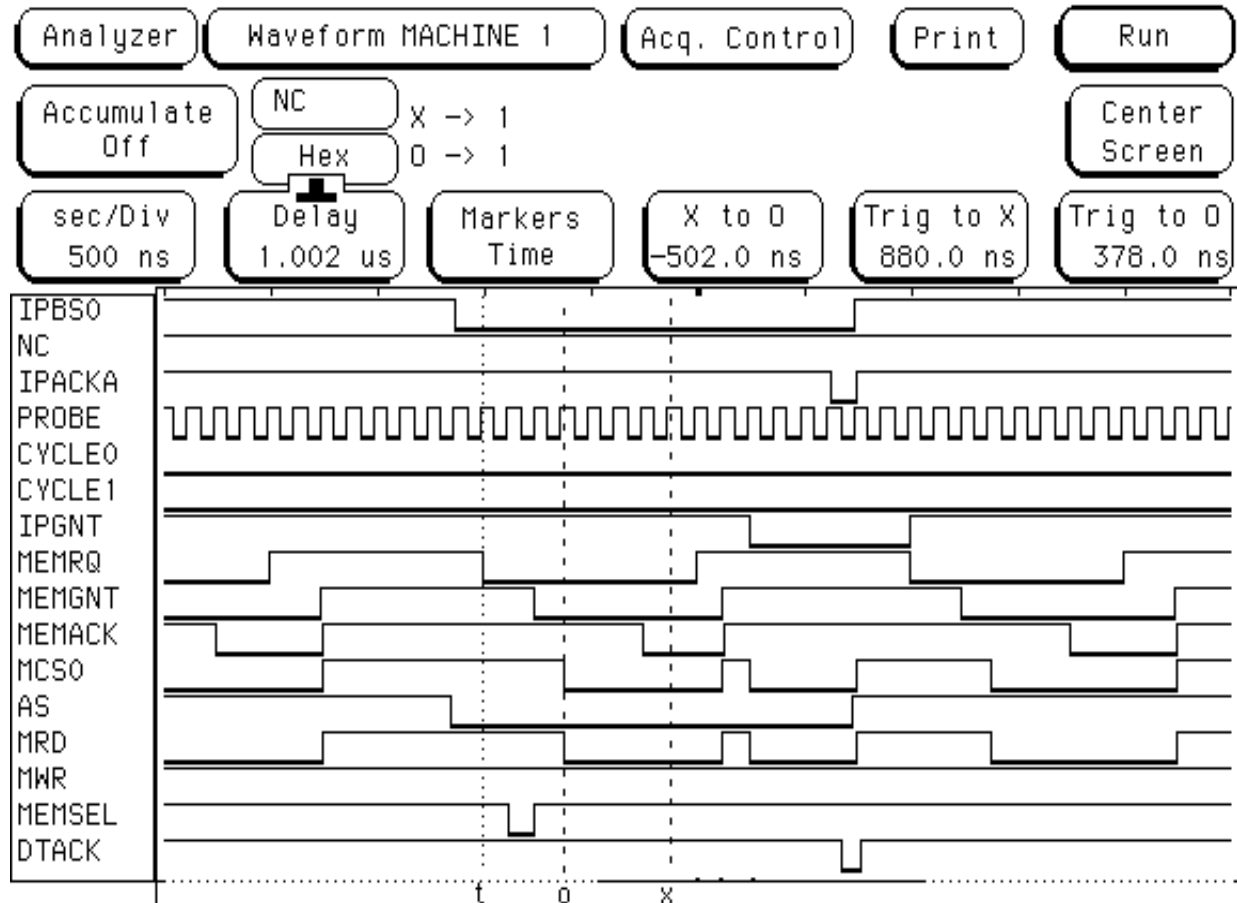 Analyzer Waveform MACHINE 1 Acq. Control Print Run
Accumulate
Off
NC X -> 1
Hex O -> 1
Center
Screen
sec/Div Delay Markers X to O Trig to X Trig to O
500 ns 1.002 us Time -502.0 ns 880.0 ns 378.0 ns
IPBSO
NC
IPACKA
PROBE
CYCLE0
CYCLE1
IPGNT
MEMRQ
MEMGNT
MEMACK
MCSO
AS
MRD
MWR
MEMSEL
DTACK
t o x